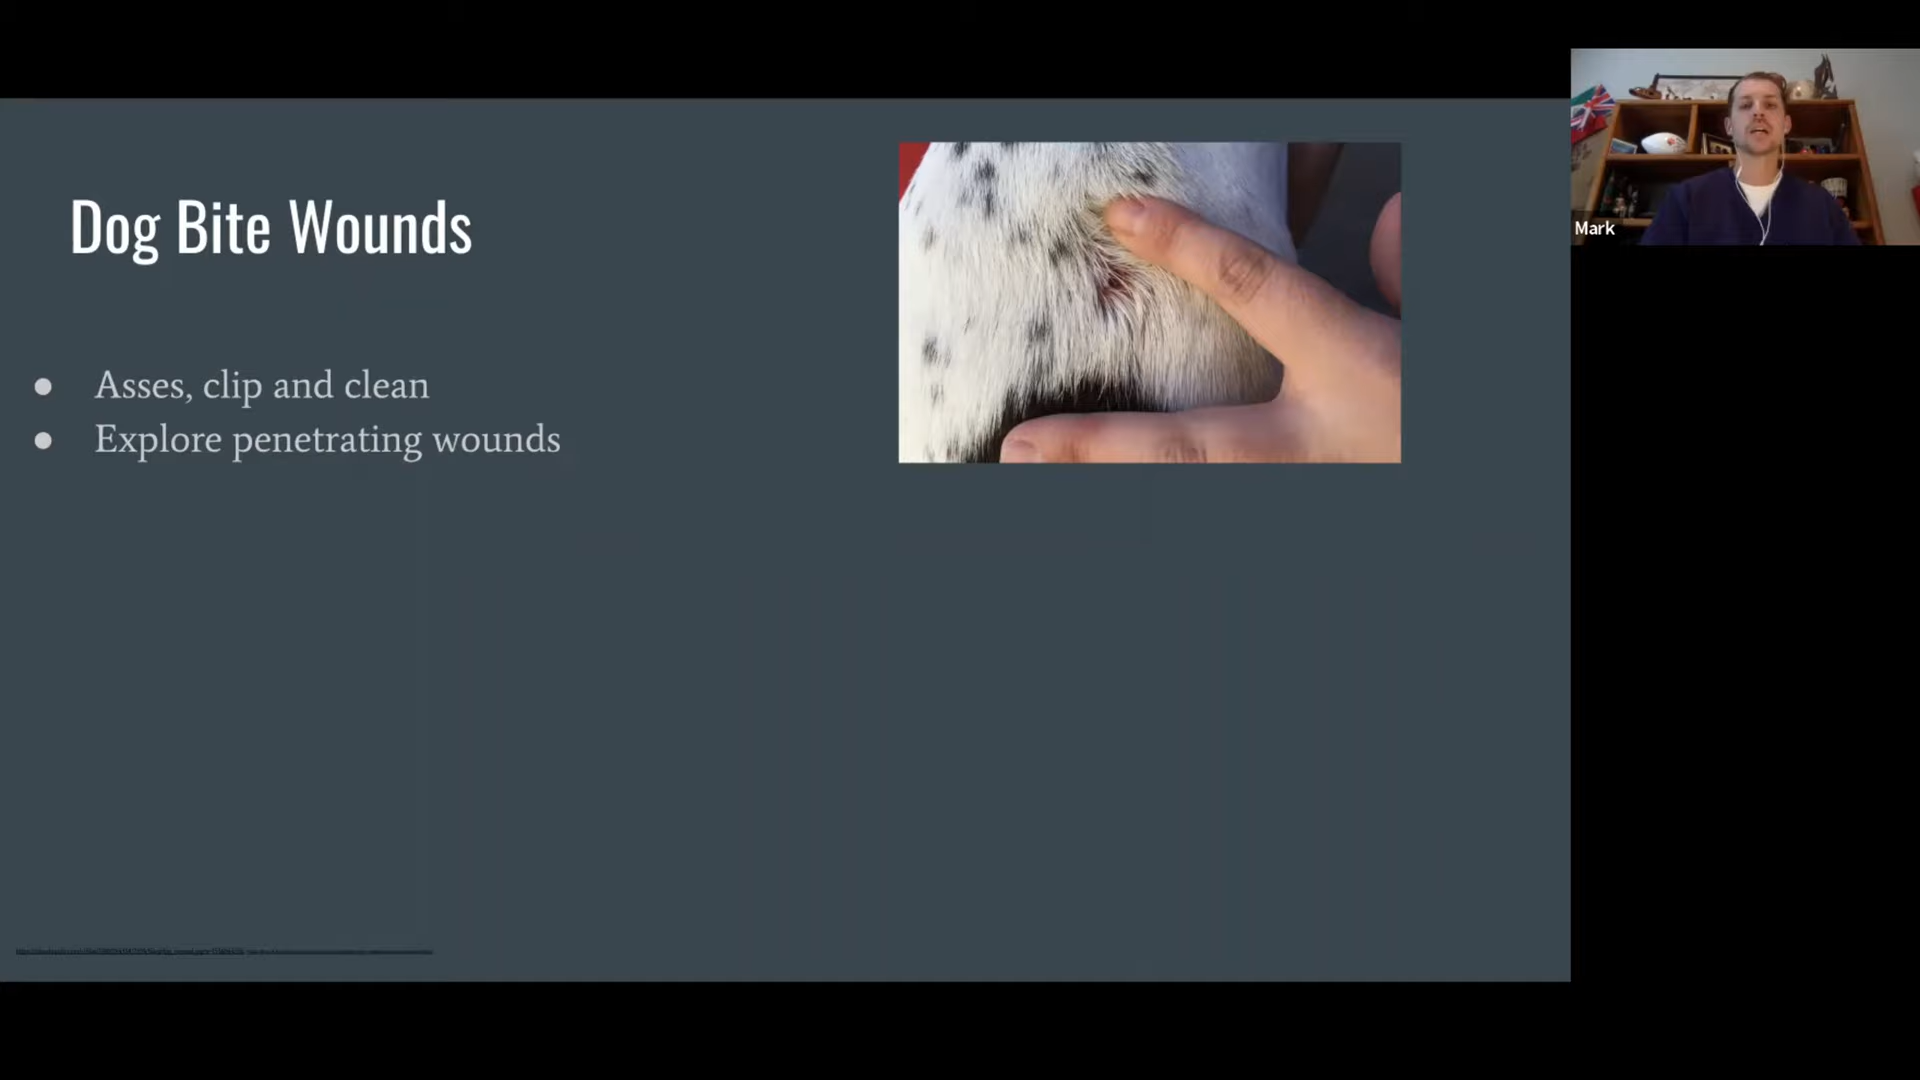 Dog Bite Wounds
● Asses, clip and clean
● Explore penetrating wounds
Mark